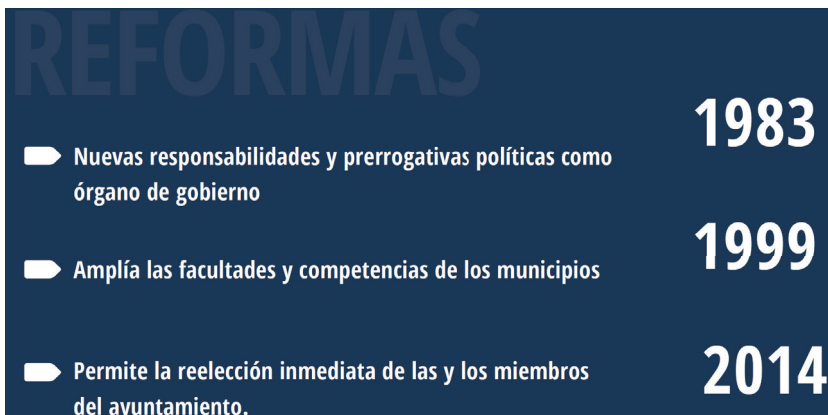 REFORMAS
1983
Nuevas responsabilidades y prerrogativas políticas como
órgano de gobierno
1999
Amplía las facultades y competencias de los municipios
2014
Permite la reelección inmediata de las y los miembros
del ayuntamiento.